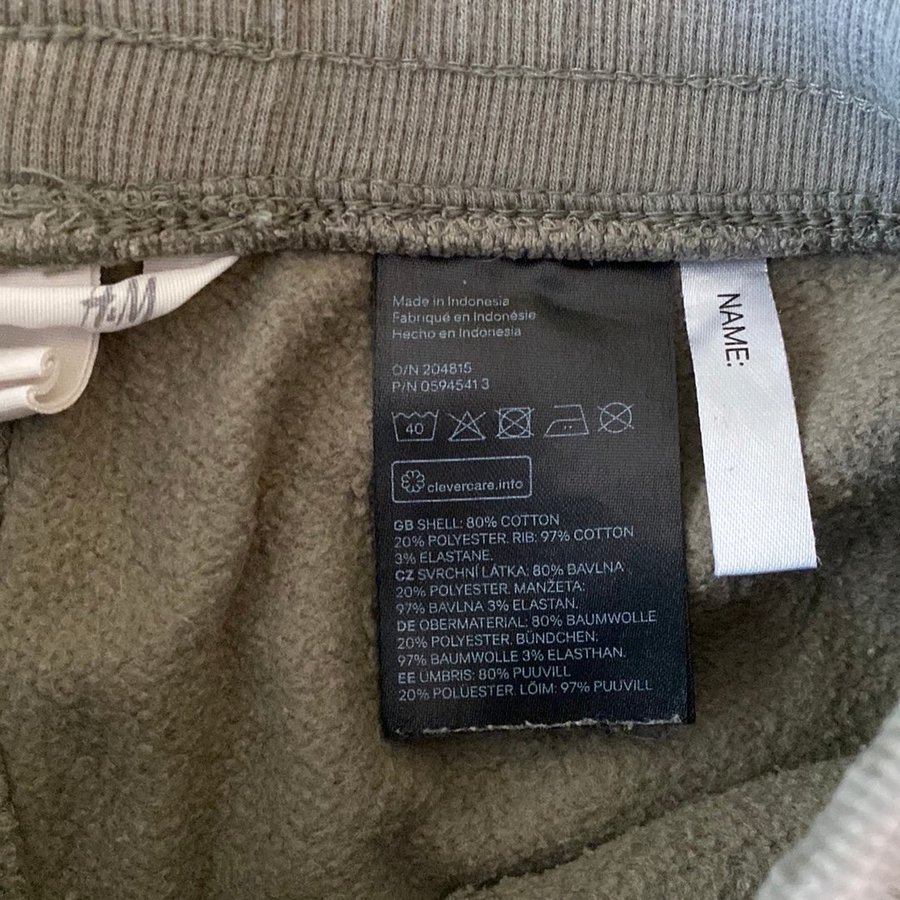 H&M
Made in Indonesia
Fabriqué en Indonésie
Hecho en Indonesia
O/N 204815
P/N 0594541 3
40
clevercare.info
GB SHELL: 80% COTTON
20% POLYESTER. RIB: 97% COTTON
3% ELASTANE.
CZ SVRCHNÍ LÁTKA: 80% BAVLNA
20% POLYESTER. MANŽETA:
97% BAVLNA 3% ELASTAN.
DE OBERMATERIAL: 80% BAUMWOLLE
20% POLYESTER. BÜNDCHEN:
97% BAUMWOLLE 3% ELASTHAN.
EE ÜMBRIS: 80% PUUVILL
20% POLÜESTER. LÕIM: 97% PUUVILL
NAME: